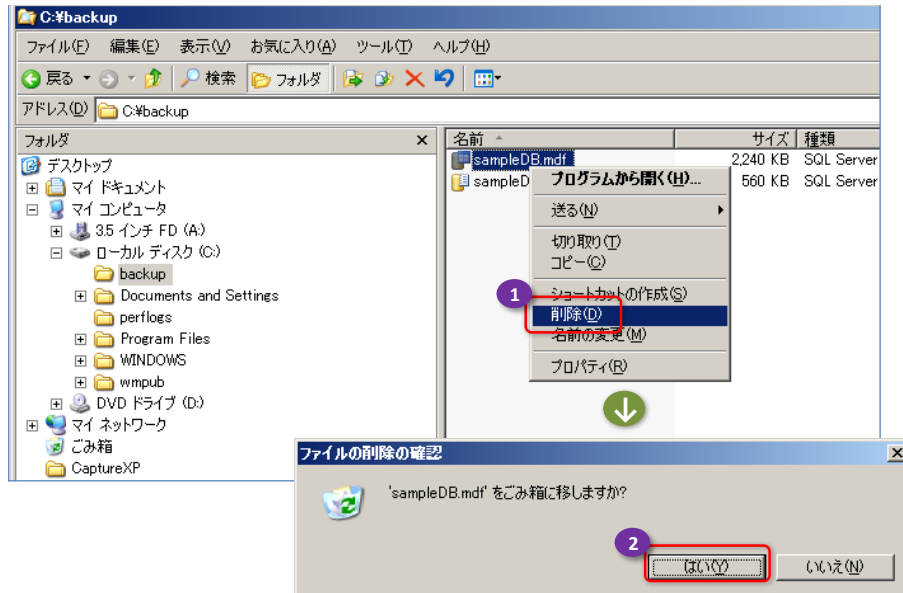 C:¥backup
ファイル(F) 編集(E) 表示(V) お気に入り(A) ツール(T) ヘルプ(H)
戻る 検索 フォルダ
アドレス(D) C:¥backup
フォルダ x
デスクトップ
マイ ドキュメント
マイ コンピュータ
3.5 インチ FD (A:)
ローカル ディスク (C:)
backup
Documents and Settings
perflogs
Program Files
WINDOWS
wmpub
DVD ドライブ (D:)
マイ ネットワーク
ごみ箱
CaptureXP
名前 サイズ 種類
sampleDB.mdf 2,240 KB SQL Server
sampleD 560 KB SQL Server
プログラムから開く(H)...
送る(N)
切り取り(T)
コピー(C)
ショートカットの作成(S)
1
削除(D)
名前の変更(M)
プロパティ(R)
ファイルの削除の確認
'sampleDB.mdf' をごみ箱に移しますか?
2
はい(Y) いいえ(N)